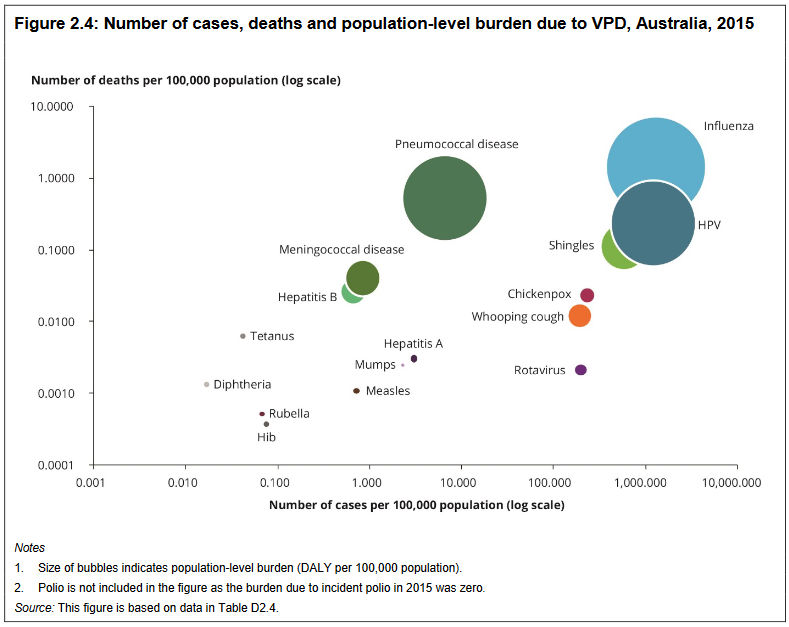 Figure 2.4: Number of cases, deaths and population-level burden due to VPD, Australia, 2015
Number of deaths per 100,000 population (log scale)
10.0000
Influenza
Pneumococcal disease
1.0000
HPV
Shingles
0.1000
Meningococcal disease
Chickenpox
Hepatitis B
Whooping cough
0.0100
Tetanus
Hepatitis A
Mumps
Rotavirus
Diphtheria
Measles
0.0010
Rubella
Hib
0.0001
0.001 0.010 0.100 1.000 10.000 100.000 1,000.000 10,000.000
Number of cases per 100,000 population (log scale)
Notes
1. Size of bubbles indicates population-level burden (DALY per 100,000 population).
2. Polio is not included in the figure as the burden due to incident polio in 2015 was zero.
Source: This figure is based on data in Table D2.4.